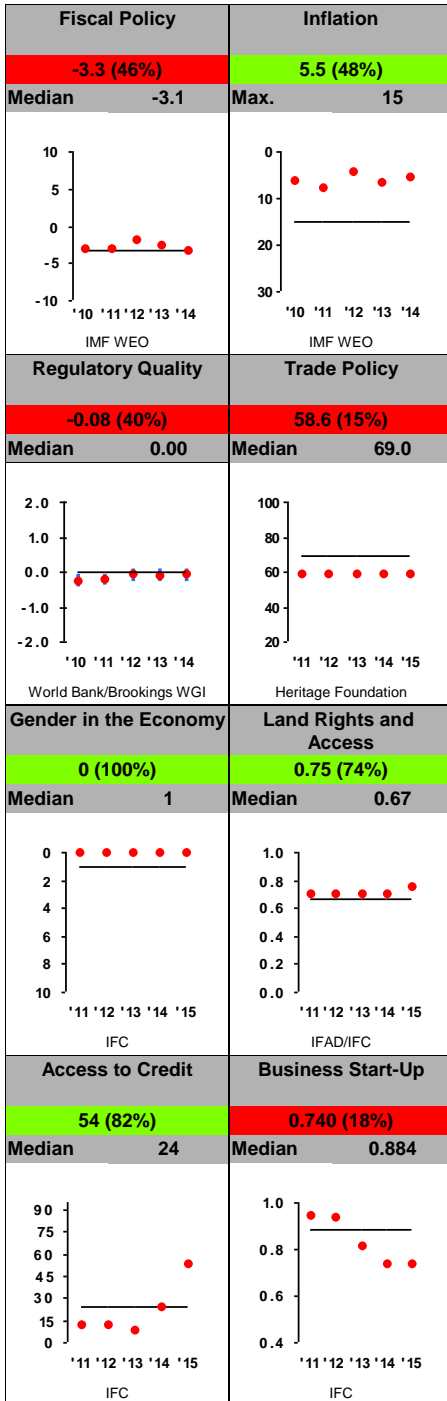 Fiscal Policy Inflation
-3.3 (46%) 5.5 (48%)
Median -3.1 Max. 15
10
5
0
-5
-10
'10 '11 '12 '13 '14
IMF WEO
0
10
20
30
'10 '11 '12 '13 '14
IMF WEO
Regulatory Quality Trade Policy
-0.08 (40%) 58.6 (15%)
Median 0.00 Median 69.0
2.0
1.0
0.0
-1.0
-2.0
'10 '11 '12 '13 '14
World Bank/Brookings WGI
100
80
60
40
20
'11 '12 '13 '14 '15
Heritage Foundation
Gender in the Economy Land Rights and
Access
0 (100%) 0.75 (74%)
Median 1 Median 0.67
0
2
4
6
8
10
'11 '12 '13 '14 '15
IFC
1.0
0.8
0.6
0.4
0.2
0.0
'11 '12 '13 '14 '15
IFAD/IFC
Access to Credit Business Start-Up
54 (82%) 0.740 (18%)
Median 24 Median 0.884
90
75
60
45
30
15
0
'11 '12 '13 '14 '15
IFC
1.0
0.8
0.6
0.4
'11 '12 '13 '14 '15
IFC